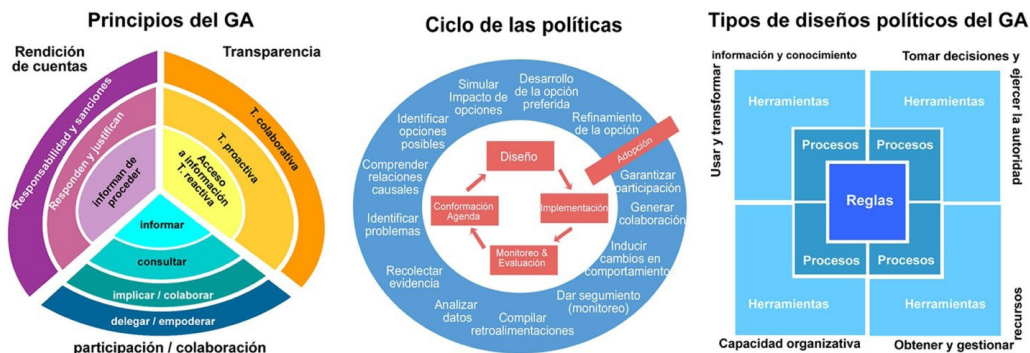 Principios del GA
Rendición
de cuentas
Transparencia
Responsabilidad y sanciones
Responden y justifican
informan de
proceder
T. colaborativa
T. proactiva
Acceso
a información
T. reactiva
informar
consultar
implicar / colaborar
delegar / empoderar
participación / colaboración
Ciclo de las políticas
Simular
Impacto de
opciones
Desarrollo
de la opción
preferida
Identificar
opciones
posibles
Refinamiento
de la opción
Adopción
Comprender
relaciones
causales
Garantizar
participación
Identificar
problemas
Generar
colaboración
Recolectar
evidencia
Inducir
cambios en
comportamiento
Analizar
datos
Dar segumiento
(monitoreo)
Compilar
retroalimentaciones
Diseño
Conformación
Agenda
Implementación
Monitoreo &
Evaluación
Tipos de diseños políticos del GA
información y conocimiento
Usar y transformar
Tomar decisiones y
ejercer la autoridad
Herramientas
Herramientas
Procesos
Procesos
Reglas
Procesos
Procesos
Herramientas
Herramientas
Capacidad organizativa
Obtener y gestionar
recursos